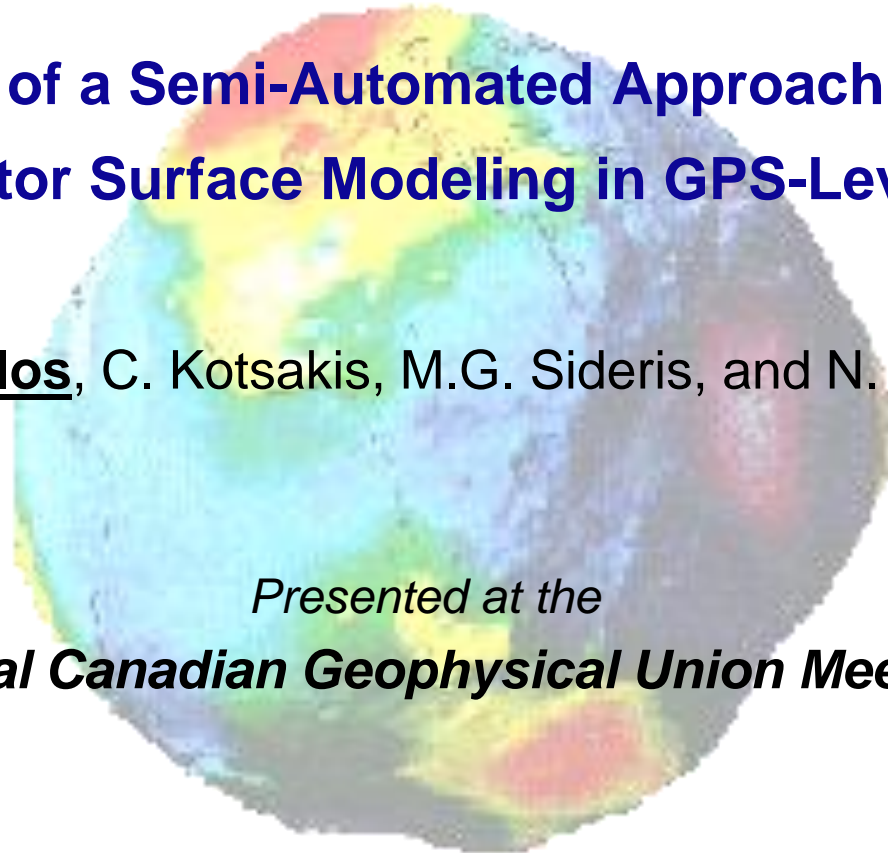 of a Semi-Automated Approach
tor Surface Modeling in GPS-Lev
los, C. Kotsakis, M.G. Sideris, and N.
Presented at the
al Canadian Geophysical Union Mee